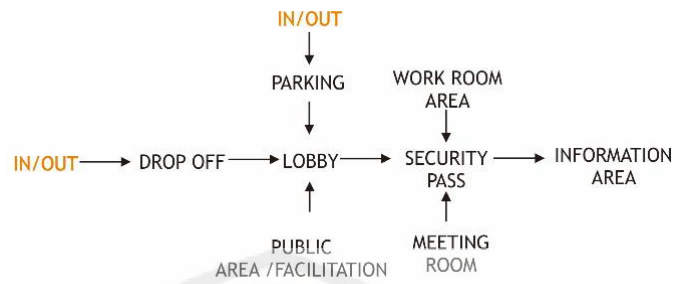 IN/OUT
PARKING
WORK ROOM
AREA
IN/OUT
DROP OFF
LOBBY
SECURITY
PASS
INFORMATION
AREA
PUBLIC
AREA /FACILITATION
MEETING
ROOM